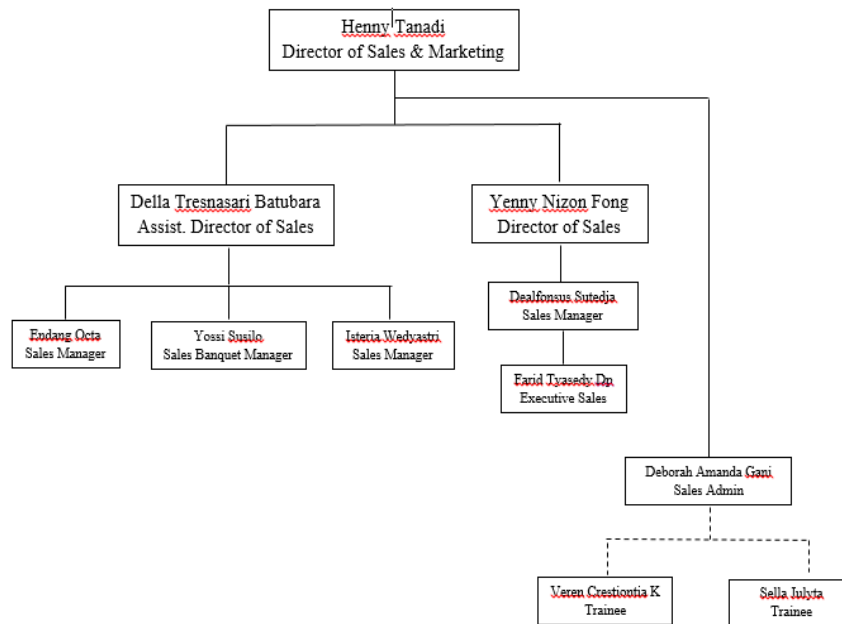 Henny Tanadi
Director of Sales & Marketing
Della Tresnasari Batubara
Assist. Director of Sales
Yenny Nizon Fong
Director of Sales
Endang Octa
Sales Manager
Yossi Susilo
Sales Banquet Manager
Isteria Wedyastri
Sales Manager
Dealfonsus Sutedja
Sales Manager
Farid Tyasedy Dp
Executive Sales
Deborah Amanda Gani
Sales Admin
Veren Crestiontia K
Trainee
Sella Julyta
Trainee